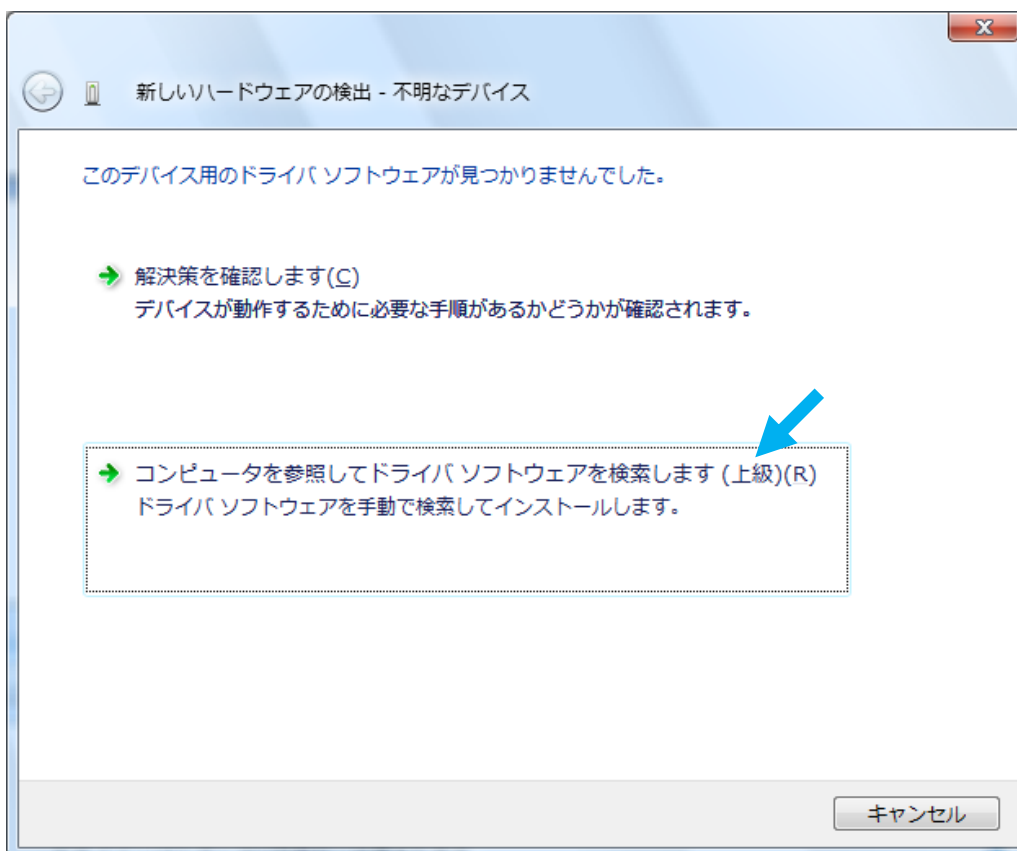 新しいハードウェアの検出 - 不明なデバイス
このデバイス用のドライバ ソフトウェアが見つかりませんでした。
解決策を確認します(C)
デバイスが動作するために必要な手順があるかどうかが確認されます。
コンピュータを参照してドライバ ソフトウェアを検索します (上級)(R)
ドライバ ソフトウェアを手動で検索してインストールします。
キャンセル